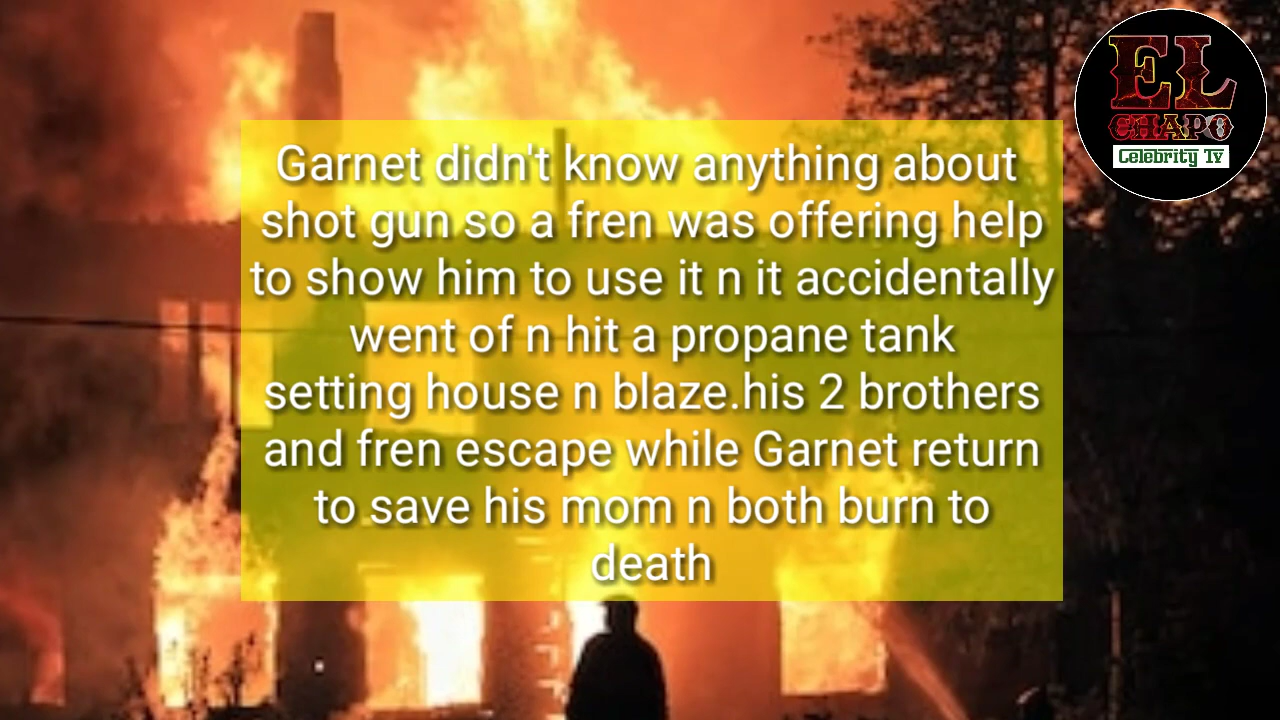 EL
CHAPO
Celebrity Tv
Garnet didn't know anything about
shot gun so a fren was offering help
to show him to use it n it accidentally
went of n hit a propane tank
setting house n blaze.his 2 brothers
and fren escape while Garnet return
to save his mom n both burn to
death